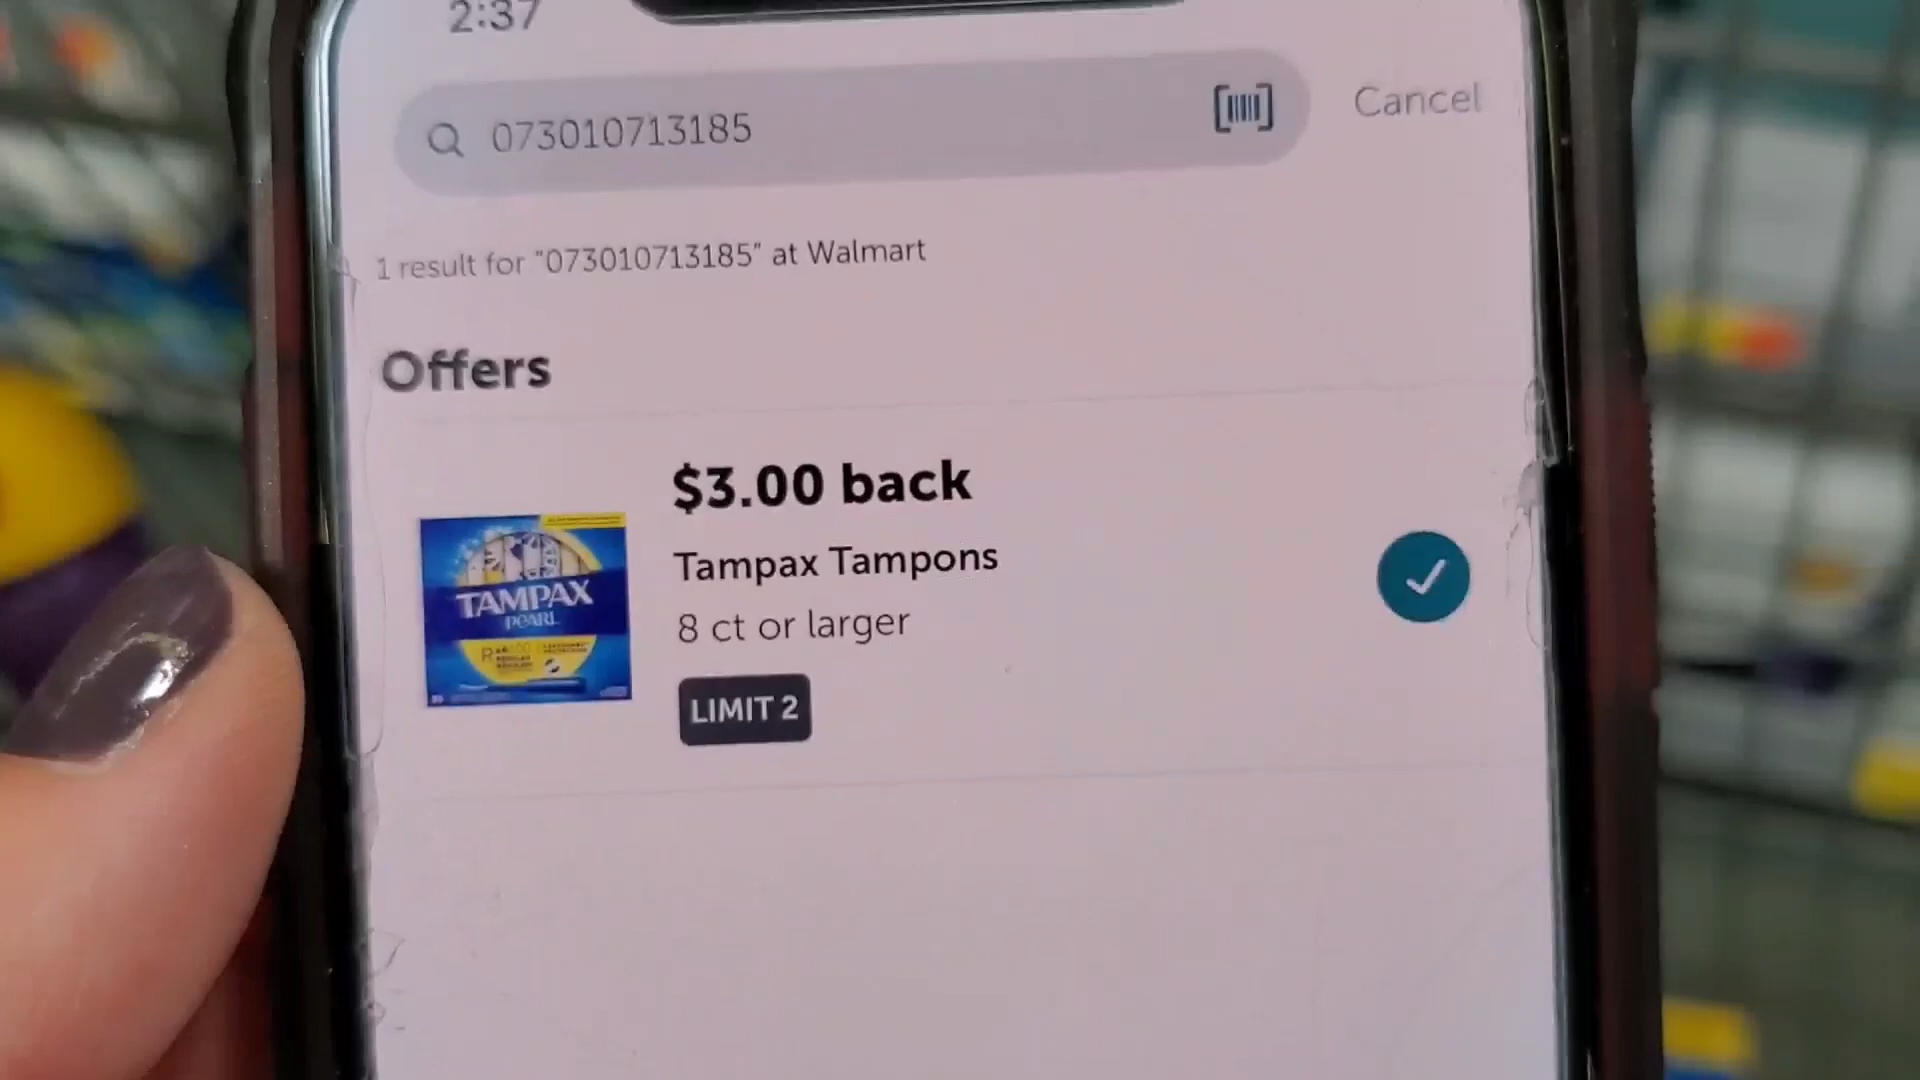 2:37
073010713185
Cancel
1 result for "073010713185" at Walmart
Offers
$3.00 back
Tampax Tampons
8 ct or larger
LIMIT 2
TAMPAX
PEARL